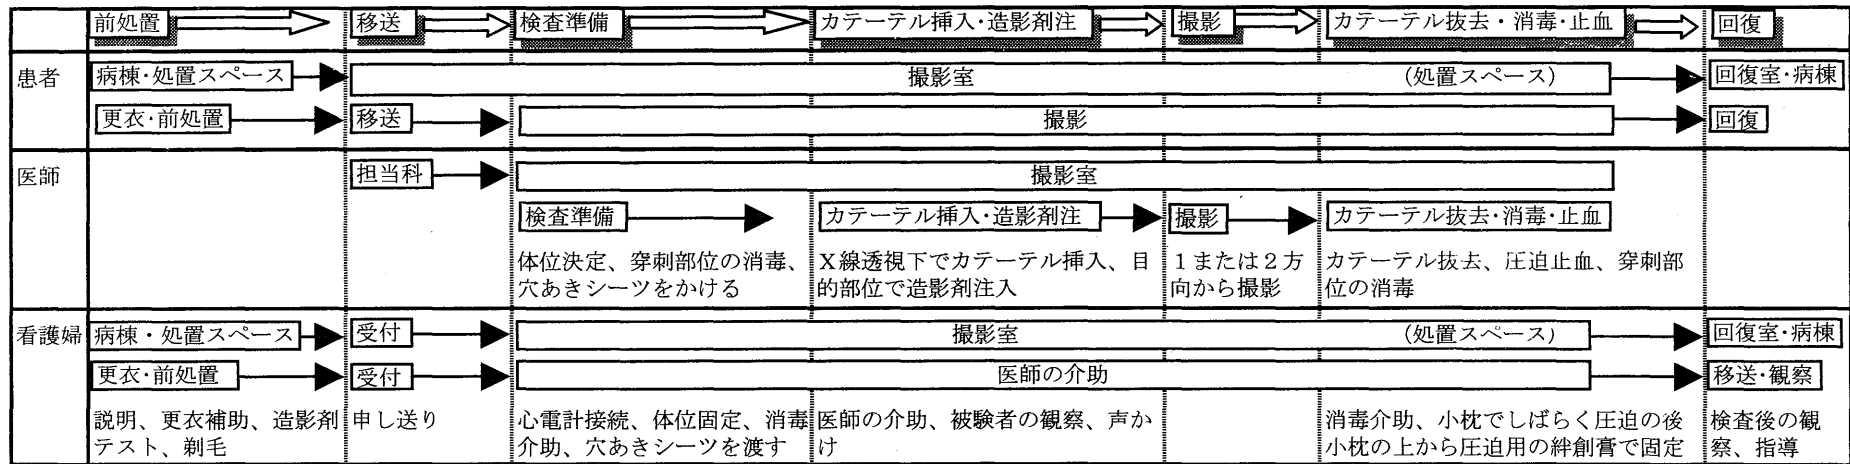 前処置 移送 検査準備 カテーテル挿入・造影剤注 撮影 カテーテル抜去・消毒・止血 回復
患者 病棟・処置スペース 撮影室 (処置スペース) 回復室・病棟
更衣・前処置 移送 撮影 回復
医師 担当科 撮影室
検査準備 カテーテル挿入・造影剤注 撮影 カテーテル抜去・消毒・止血
体位決定、穿刺部位の消毒、 X線透視下でカテーテル挿入、目 1または2方 カテーテル抜去、圧迫止血、穿刺部
穴あきシーツをかける 的部位で造影剤注入 向から撮影 位の消毒
看護婦 病棟・処置スペース 受付 撮影室 (処置スペース) 回復室・病棟
更衣・前処置 受付 医師の介助 移送・観察
説明、更衣補助、造影剤 申し送り 心電計接続、体位固定、消毒 医師の介助、被験者の観察、声か 消毒介助、小枕でしばらく圧迫の後 検査後の観
テスト、剃毛 介助、穴あきシーツを渡す け 小枕の上から圧迫用の絆創膏で固定 察、指導